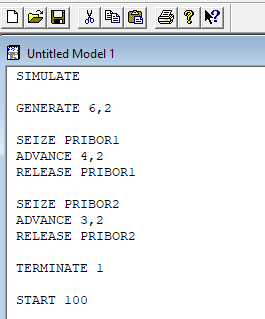 Untitled Model 1
SIMULATE
GENERATE 6,2
SEIZE PRIBOR1
ADVANCE 4,2
RELEASE PRIBOR1
SEIZE PRIBOR2
ADVANCE 3,2
RELEASE PRIBOR2
TERMINATE 1
START 100